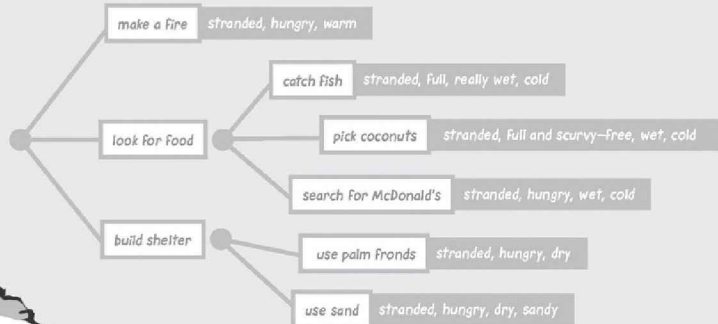 make a fire stranded, hungry, warm
catch fish stranded, full, really wet, cold
look for food
pick coconuts stranded, full and scurvy-free, wet, cold
search for McDonald's stranded, hungry, wet, cold
build shelter
use palm fronds stranded, hungry, dry
use sand stranded, hungry, dry, sandy